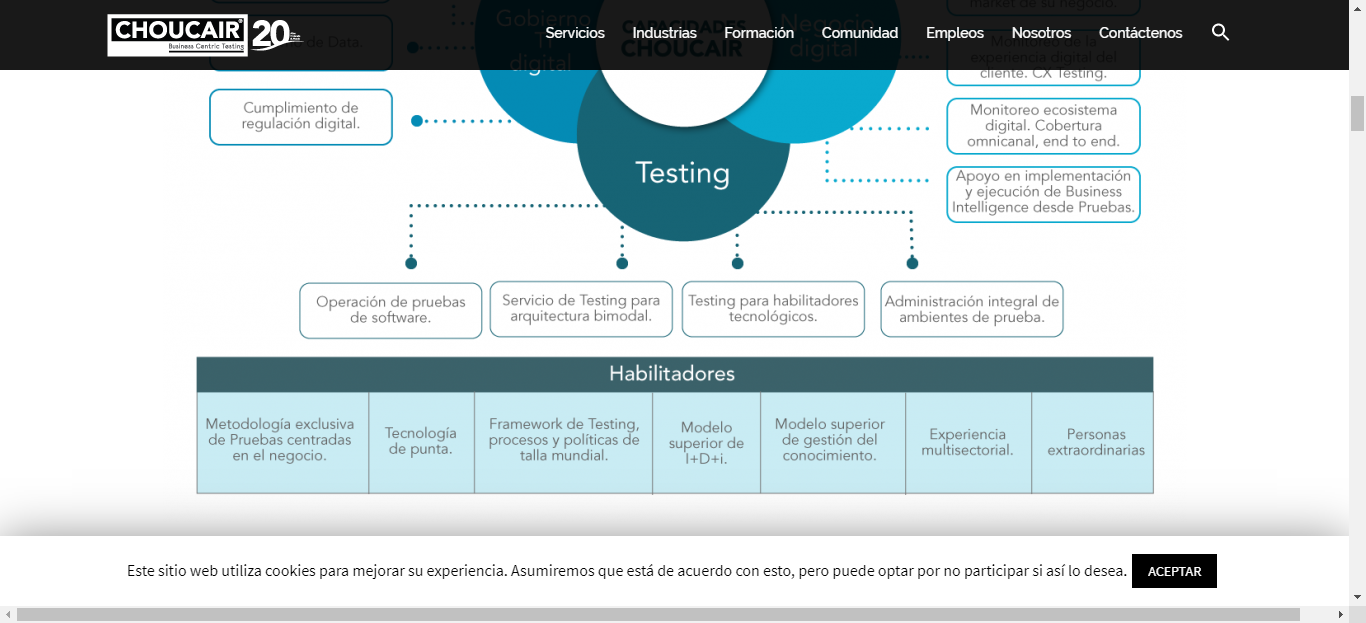 CHOUCAIR®
Business Centric Testing
20
Servicios
Industrias
Formación
Comunidad
Empleos
Nosotros
Contáctenos
Gobierno
TI
digital
CAPACIDADES
CHOUCAIR
Negocio
digital
market de su negocio.
de Data.
Monitoreo de la
experiencia digital del
cliente. CX Testing.
Cumplimiento de
regulación digital.
Monitoreo ecosistema
digital. Cobertura
omnicanal, end to end.
Testing
Apoyo en implementación
y ejecución de Business
Intelligence desde Pruebas.
Operación de pruebas
de software.
Servicio de Testing para
arquitectura bimodal.
Testing para habilitadores
tecnológicos.
Administración integral de
ambientes de prueba.
Habilitadores
Metodología exclusiva
de Pruebas centradas
en el negocio.
Tecnología
de punta.
Framework de Testing,
procesos y políticas de
talla mundial.
Modelo
superior de
I+D+i.
Modelo superior
de gestión del
conocimiento.
Experiencia
multisectorial.
Personas
extraordinarias
Este sitio web utiliza cookies para mejorar su experiencia. Asumiremos que está de acuerdo con esto, pero puede optar por no participar si así lo desea.
ACEPTAR